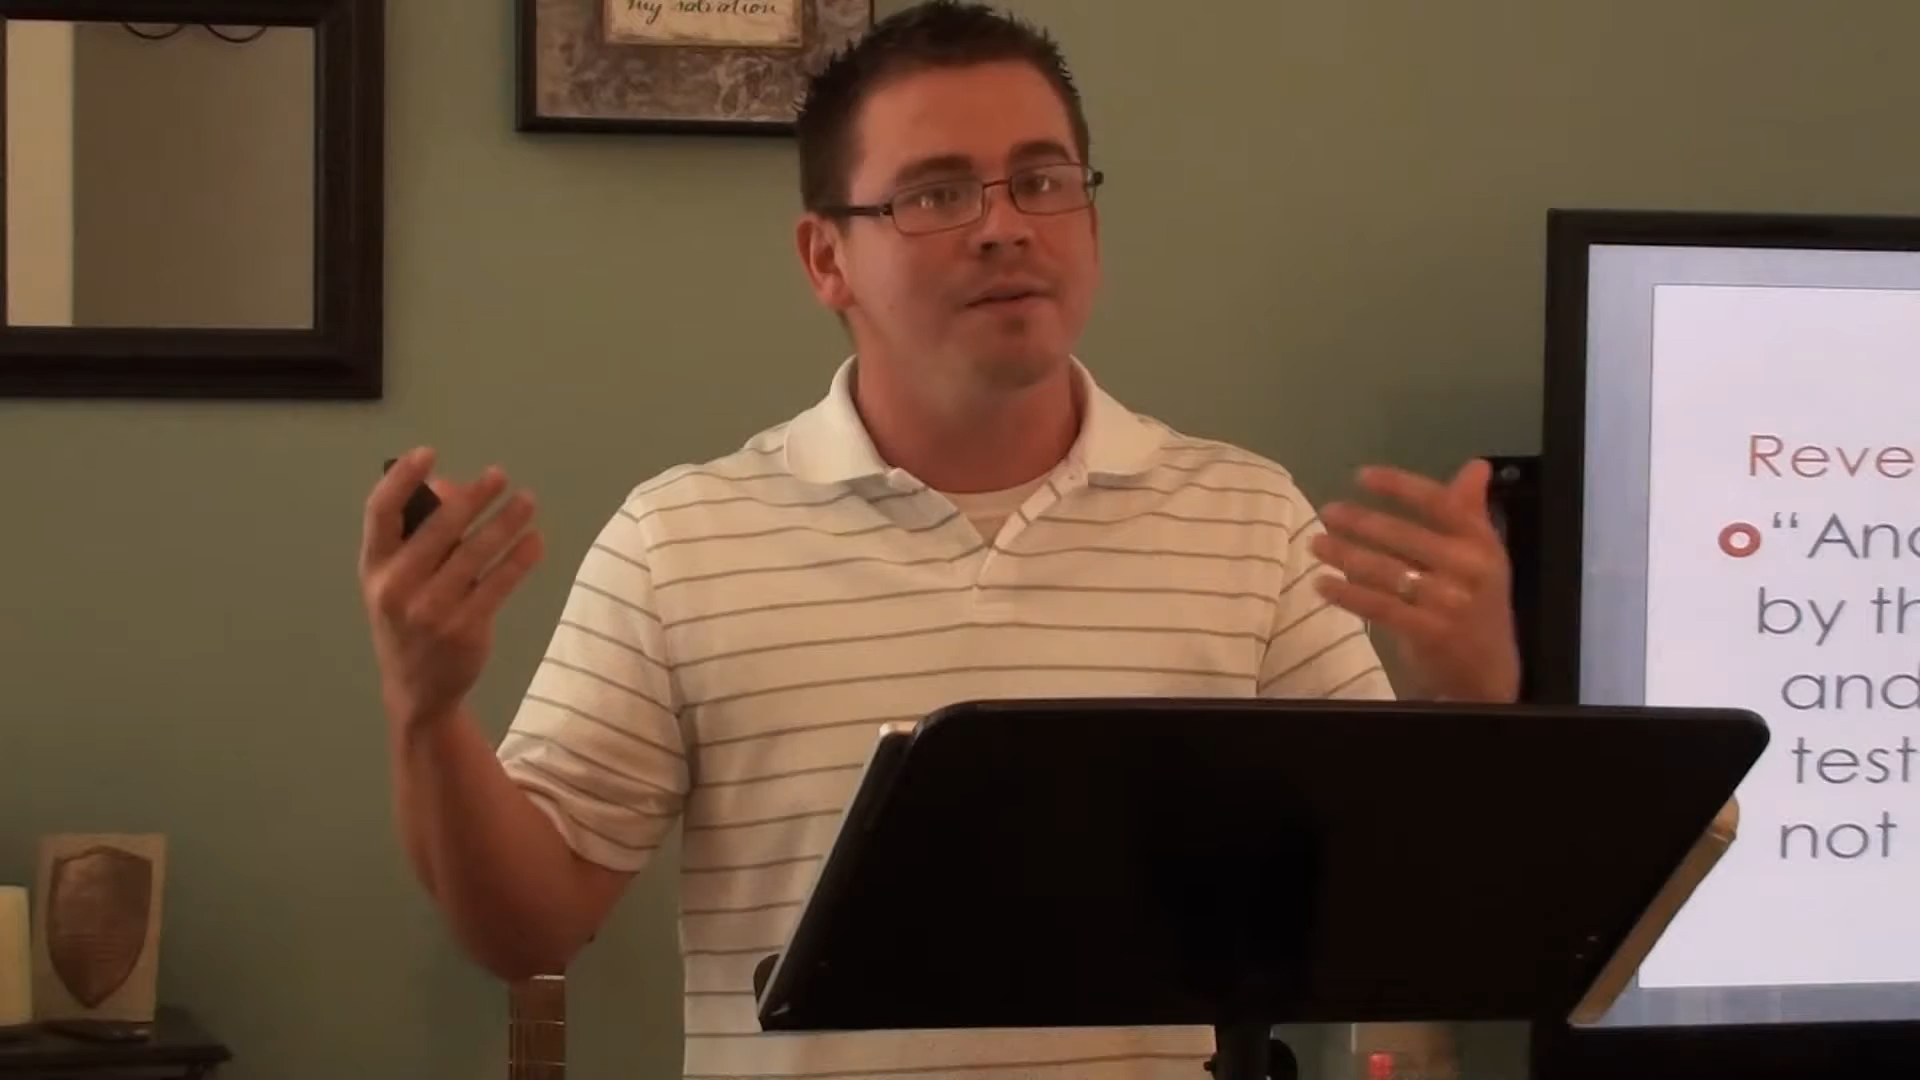 my salvation
Reve
“And
by th
and
test
not